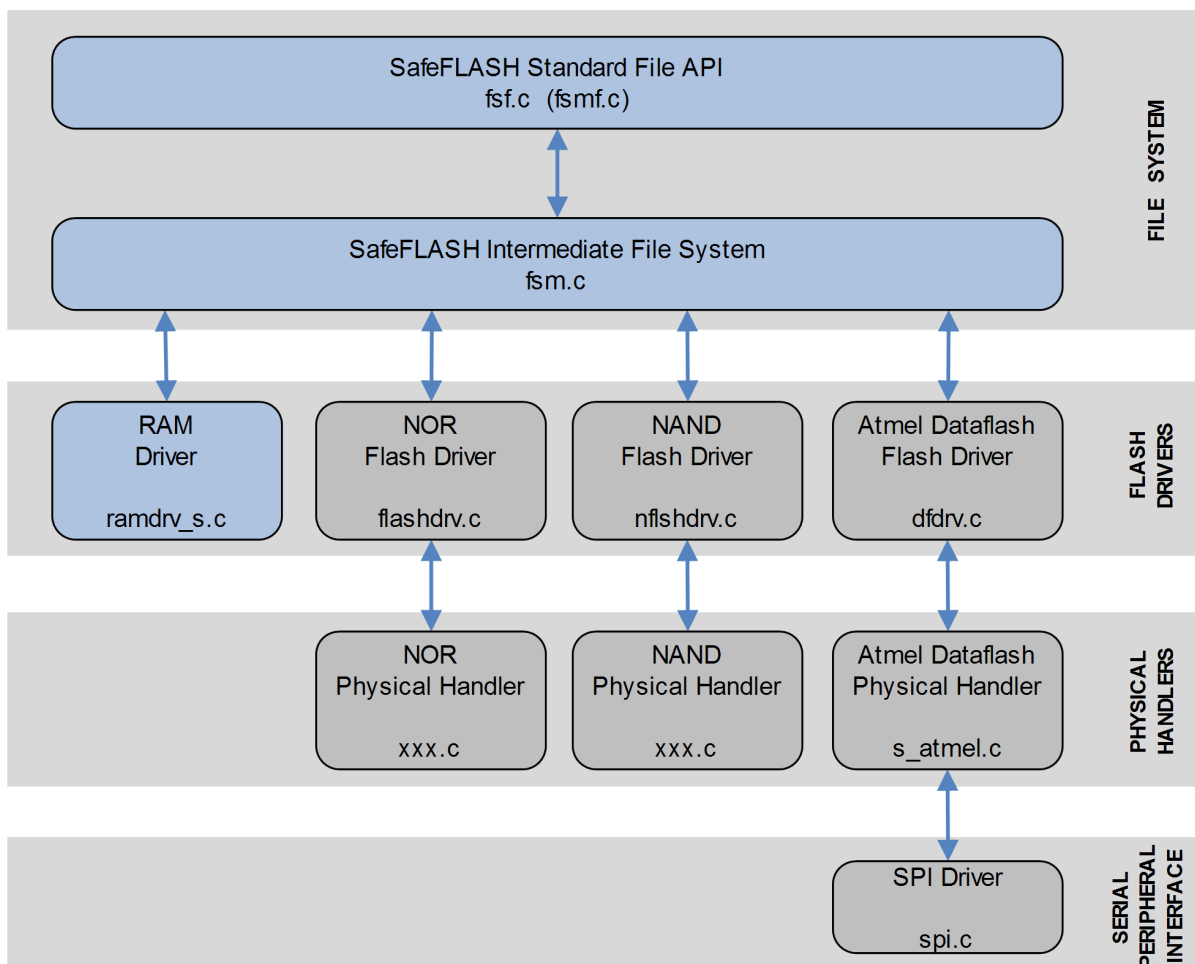 SafeFLASH Standard File API
fsf.c (fsmf.c)
FILE SYSTEM
SafeFLASH Intermediate File System
fsm.c
RAM
Driver
ramdrv_s.c
NOR
Flash Driver
flashdrv.c
NAND
Flash Driver
nflshdrv.c
Atmel Dataflash
Flash Driver
dfdrv.c
FLASH
DRIVERS
NOR
Physical Handler
xxx.c
NAND
Physical Handler
xxx.c
Atmel Dataflash
Physical Handler
s_atmel.c
PHYSICAL
HANDLERS
SPI Driver
spi.c
SERIAL
PERIPHERAL
INTERFACE